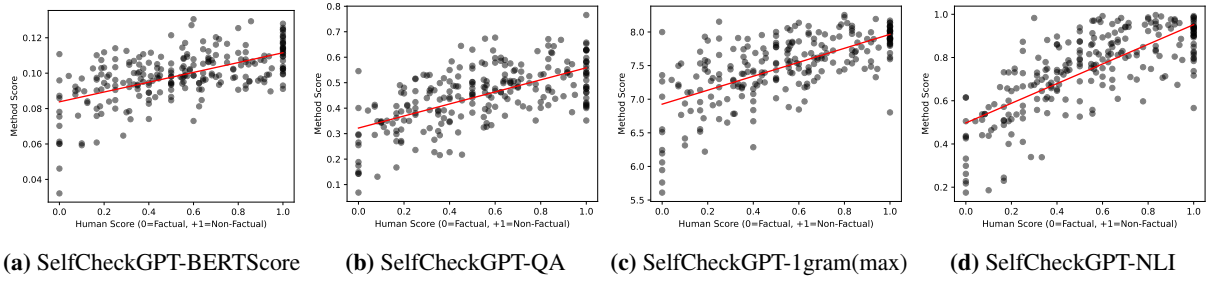 0.12
0.10
0.08
0.06
0.04
Method Score
0.0 0.2 0.4 0.6 0.8 1.0
Human Score (0=Factual, +1=Non-Factual)
(a) SelfCheckGPT-BERTScore
0.8
0.7
0.6
0.5
0.4
0.3
0.2
0.1
Method Score
0.0 0.2 0.4 0.6 0.8 1.0
Human Score (0=Factual, +1=Non-Factual)
(b) SelfCheckGPT-QA
8.0
7.5
7.0
6.5
6.0
5.5
Method Score
0.0 0.2 0.4 0.6 0.8 1.0
Human Score (0=Factual, +1=Non-Factual)
(c) SelfCheckGPT-1gram(max)
1.0
0.8
0.6
0.4
0.2
Method Score
0.0 0.2 0.4 0.6 0.8 1.0
Human Score (0=Factual, +1=Non-Factual)
(d) SelfCheckGPT-NLI